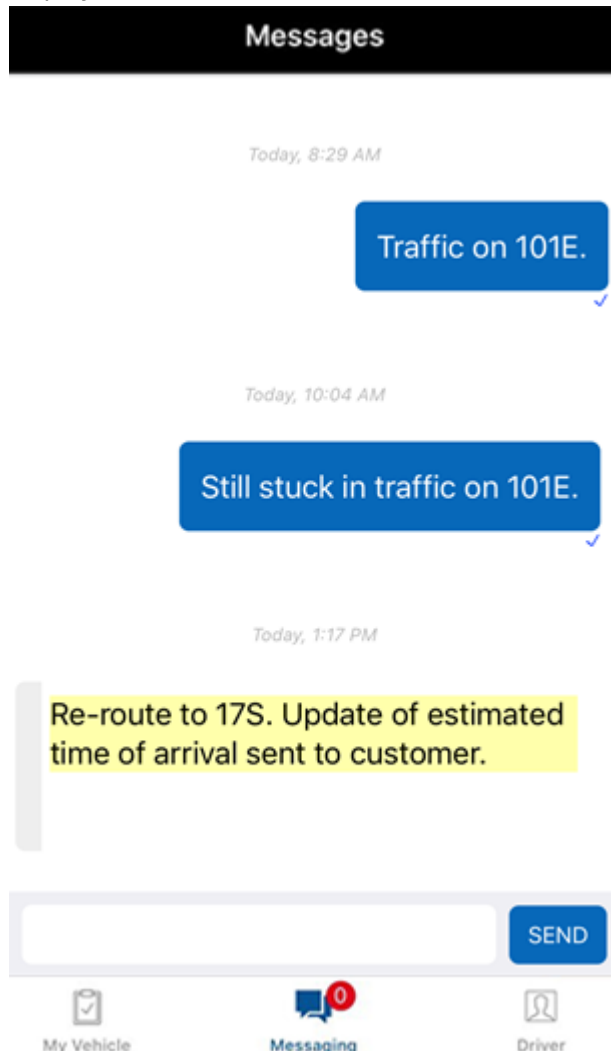 Messages
Today, 8:29 AM
Traffic on 101E.
Today, 10:04 AM
Still stuck in traffic on 101E.
Today, 1:17 PM
Re-route to 17S. Update of estimated
time of arrival sent to customer.
SEND
0
My Vehicle
Messaging
Driver